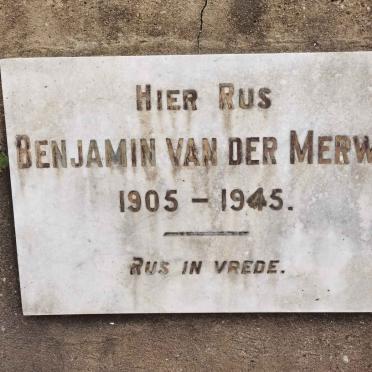 Hier Rus
Benjamin van der Merw
1905 – 1945.
Rus in vrede.